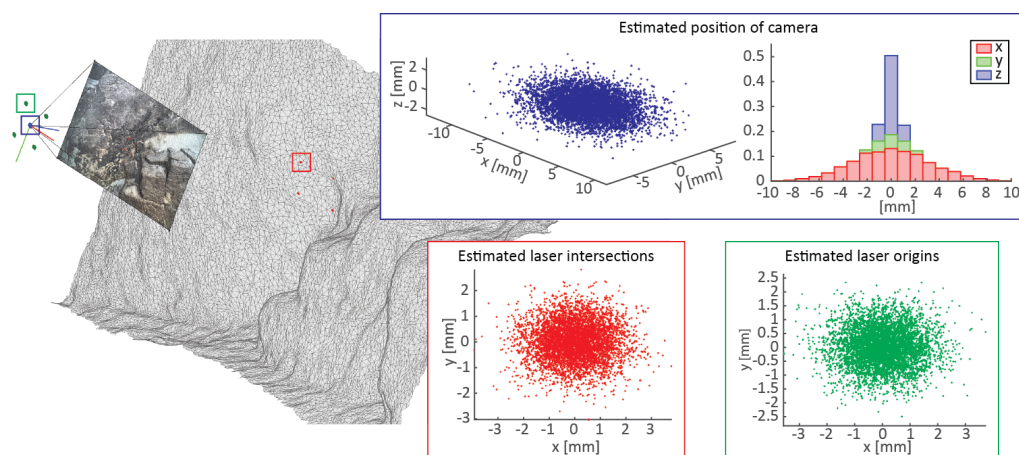 Estimated position of camera
z [mm]
2
0
-2
-10
-5
0
5
10
x [mm]
-5
0
5
y [mm]
0.5
0.4
0.3
0.2
0.1
0
-10 -8 -6 -4 -2 0 2 4 6 8 10
[mm]
x
y
z
Estimated laser intersections
y [mm]
2
1
0
-1
-2
-3
-3 -2 -1 0 1 2 3
x [mm]
Estimated laser origins
y [mm]
2.5
2
1.5
1
0.5
0
-0.5
-1
-1.5
-2
-2.5
-3 -2 -1 0 1 2 3
x [mm]